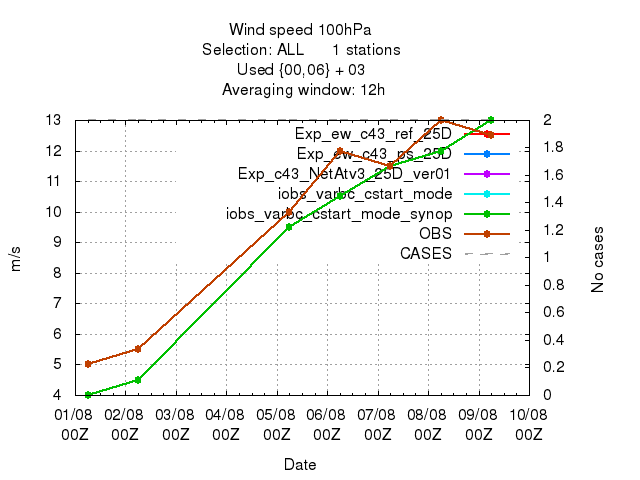 Wind speed 100hPa
Selection: ALL 1 stations
Used {00,06} + 03
Averaging window: 12h
13
12
11
10
9
8
7
6
5
4
m/s
2
1.8
1.6
1.4
1.2
1
0.8
0.6
0.4
0.2
0
No cases
Exp_ew_c43_ref_25D
Exp_ew_c43_ps_25D
Exp_c43_NetAtv3_25D_ver01
iobs_varbc_cstart_mode
iobs_varbc_cstart_mode_synop
OBS
CASES
01/08 02/08 03/08 04/08 05/08 06/08 07/08 08/08 09/08 10/08
00Z 00Z 00Z 00Z 00Z 00Z 00Z 00Z 00Z 00Z
Date